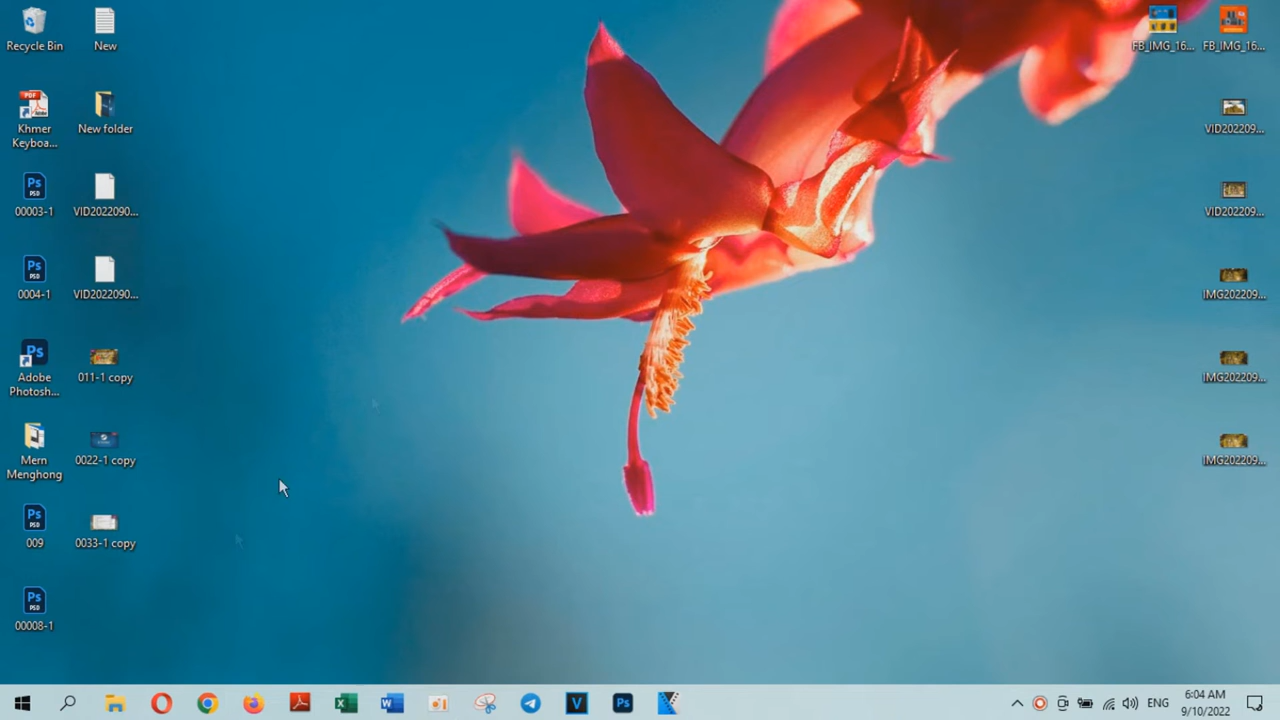 Recycle Bin
New
Khmer
Keyboa...
New folder
00003-1
VID2022090...
0004-1
VID2022090...
Adobe
Photosh...
011-1 copy
Mern
Menghong
0022-1 copy
009
0033-1 copy
00008-1
FB_IMG_16...
FB_IMG_16...
VID202209...
VID202209...
IMG202209...
IMG202209...
IMG202209...
ENG
6:04 AM
9/10/2022